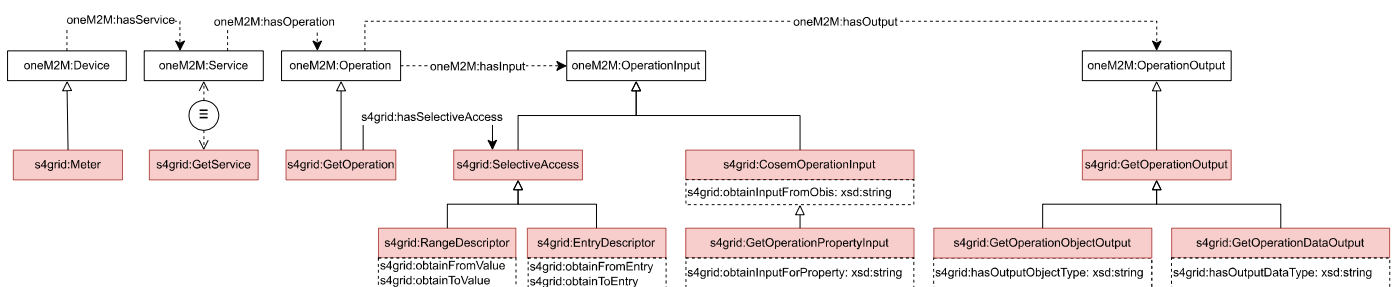 oneM2M:hasService
oneM2M:hasOperation
oneM2M:hasOutput
oneM2M:Device
oneM2M:Service
oneM2M:Operation
oneM2M:hasInput
oneM2M:OperationInput
oneM2M:OperationOutput
s4grid:hasSelectiveAccess
s4grid:Meter
s4grid:GetService
s4grid:GetOperation
s4grid:SelectiveAccess
s4grid:CosemOperationInput
s4grid:GetOperationOutput
s4grid:obtainInputFromObis: xsd:string
s4grid:RangeDescriptor
s4grid:EntryDescriptor
s4grid:GetOperationPropertyInput
s4grid:GetOperationObjectOutput
s4grid:GetOperationDataOutput
s4grid:obtainFromValue
s4grid:obtainToValue
s4grid:obtainFromEntry
s4grid:obtainToEntry
s4grid:obtainInputForProperty: xsd:string
s4grid:hasOutputObjectType: xsd:string
s4grid:hasOutputDataType: xsd:string